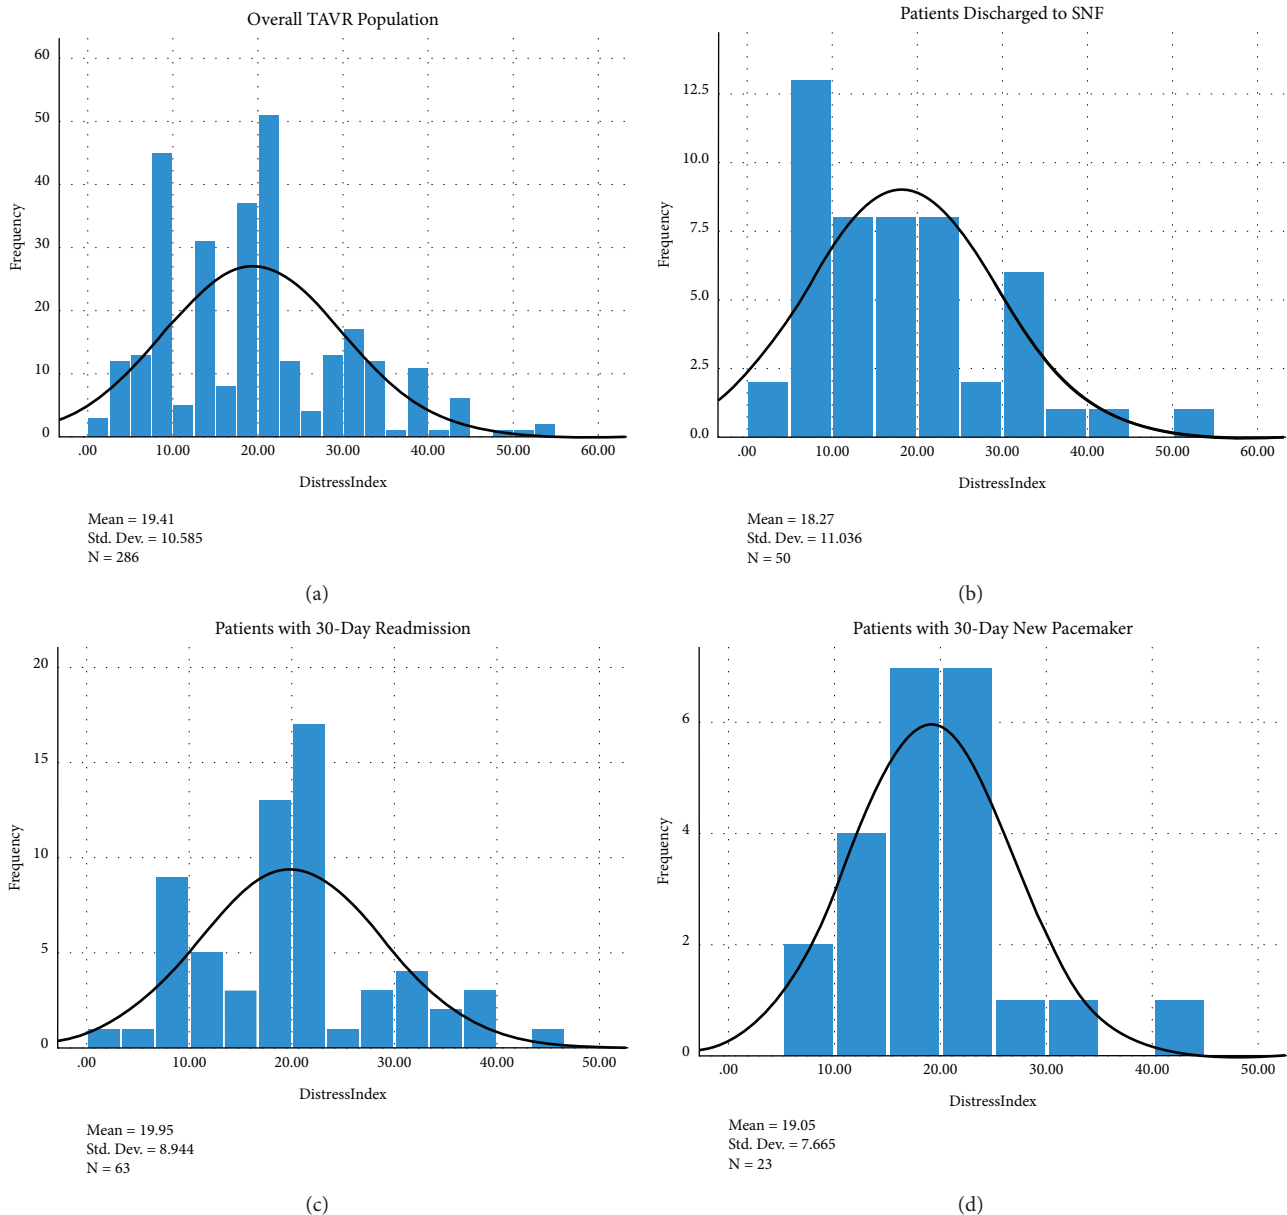 Overall TAVR Population
60
50
40
30
20
10
0
Frequency
.00 10.00 20.00 30.00 40.00 50.00 60.00
DistressIndex
Mean = 19.41
Std. Dev. = 10.585
N = 286
(a)
Patients Discharged to SNF
12.5
10.0
7.5
5.0
2.5
0.0
Frequency
.00 10.00 20.00 30.00 40.00 50.00 60.00
DistressIndex
Mean = 18.27
Std. Dev. = 11.036
N = 50
(b)
Patients with 30-Day Readmission
20
15
10
5
0
Frequency
.00 10.00 20.00 30.00 40.00 50.00
DistressIndex
Mean = 19.95
Std. Dev. = 8.944
N = 63
(c)
Patients with 30-Day New Pacemaker
6
4
2
0
Frequency
.00 10.00 20.00 30.00 40.00 50.00
DistressIndex
Mean = 19.05
Std. Dev. = 7.665
N = 23
(d)